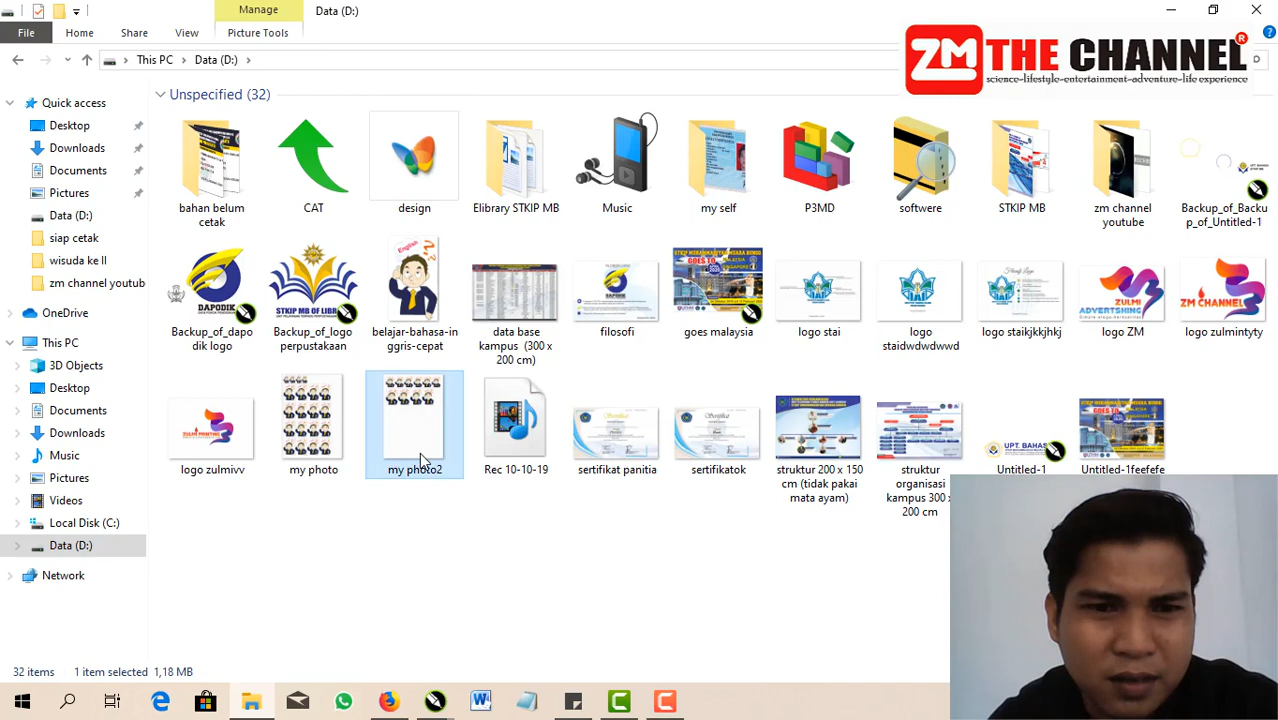 Manage
Data (D:)
File
Home
Share
View
Picture Tools
This PC
Data (D:)
ZM THE CHANNEL
science-lifestyle-entertainment-adventure-life experience
Quick access
Desktop
Downloads
Documents
Pictures
Data (D:)
siap cetak
wisuda ke II
zm channel youtub
OneDrive
This PC
3D Objects
Desktop
Documents
Downloads
Music
Pictures
Videos
Local Disk (C:)
Data (D:)
Network
Unspecified (32)
bahan belum
cetak
CAT
design
Elibrary STKIP MB
Music
my self
P3MD
softwere
STKIP MB
zm channel
youtube
Backup_of_Backu
p_of_Untitled-1
Backup_of_dapo
dik logo
Backup_of_logo
perpustakaan
ggris-cepat
data base
kampus (300 x
200 cm)
filosofi
goes malaysia
logo stai
logo
staidwdwdwwd
logo staikjkkjhkj
logo ZM
logo zulmintyty
logo zulmivv
my photo
my photo2
Rec 10-10-19
sertifikat panitia
sertifikatok
struktur 200 x 150
cm (tidak pakai
mata ayam)
struktur
organisasi
kampus 300 x
200 cm
Untitled-1
Untitled-1feefefe
32 items
1 item selected
1,18 MB